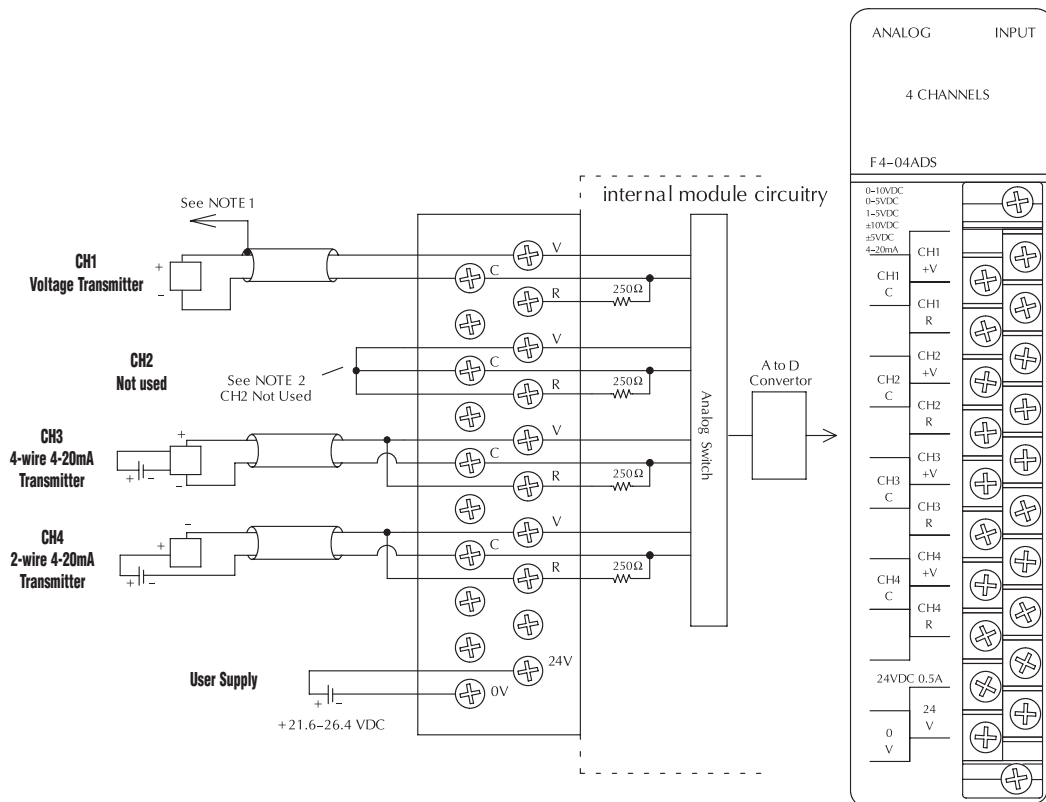 ANALOG INPUT
4 CHANNELS
F4-04ADS
0-10VDC
0-5VDC
1-5VDC
±10VDC
±5VDC
4-20mA
CH1
+V
CH1
C
CH1
R
CH2
+V
CH2
C
CH2
R
CH3
+V
CH3
C
CH3
R
CH4
+V
CH4
C
CH4
R
24VDC 0.5A
24
V
0
V
internal module circuitry
See NOTE 1
CH1
Voltage Transmitter
+
-
V
C
R
250Ω
CH2
Not used
See NOTE 2
CH2 Not Used
V
C
R
250Ω
Analog Switch
A to D
Convertor
CH3
4-wire 4-20mA
Transmitter
+
-
+
-
V
C
R
250Ω
CH4
2-wire 4-20mA
Transmitter
-
+
+
-
V
C
R
250Ω
User Supply
24V
0V
+
-
+21.6-26.4 VDC